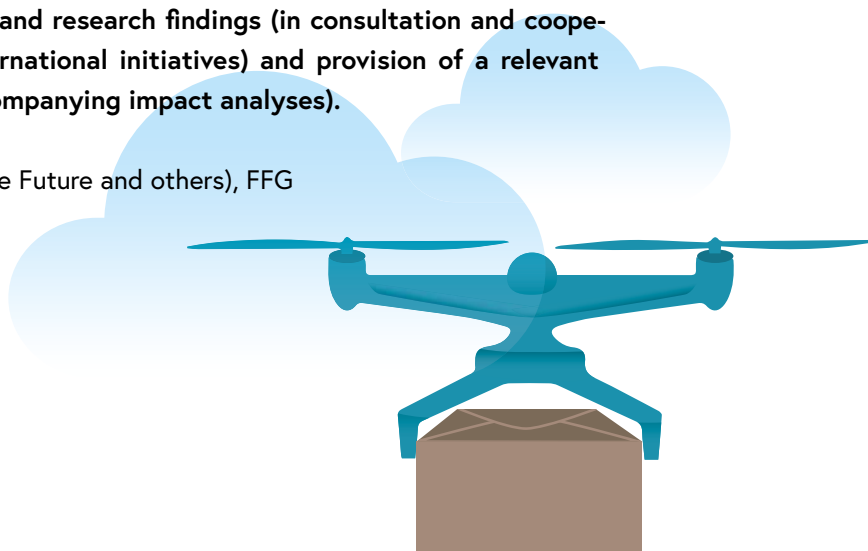 and research findings (in consultation and coope-
rnational initiatives) and provision of a relevant
ompanying impact analyses).
e Future and others), FFG